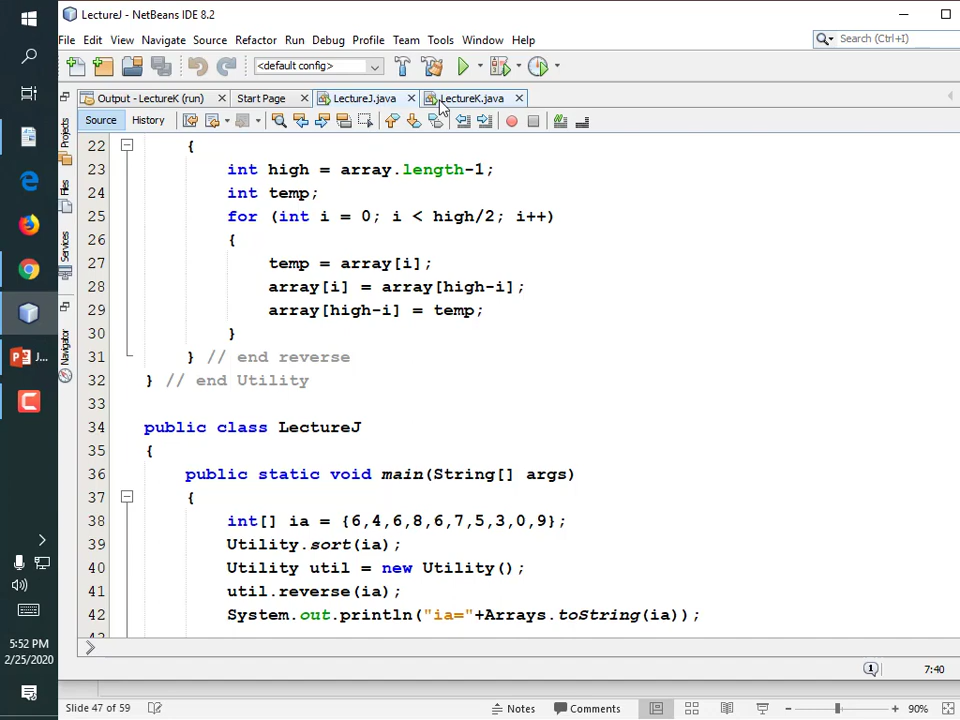 LectureJ - NetBeans IDE 8.2
File Edit View Navigate Source Refactor Run Debug Profile Team Tools Window Help
Search (Ctrl+I)
<default config>
Output - LectureK (run) Start Page LectureJ.java LectureK.java
Source History
Projects
Files
Services
Navigator
22 {
23 int high = array.length-1;
24 int temp;
25 for (int i = 0; i < high/2; i++)
26 {
27 temp = array[i];
28 array[i] = array[high-i];
29 array[high-i] = temp;
30 }
31 } // end reverse
32 } // end Utility
33
34 public class LectureJ
35 {
36 public static void main(String[] args)
37 {
38 int[] ia = {6,4,6,8,6,7,5,3,0,9};
39 Utility.sort(ia);
40 Utility util = new Utility();
41 util.reverse(ia);
42 System.out.println("ia="+Arrays.toString(ia));
1 7:40
J...
5:52 PM
2/25/2020
Slide 47 of 59 Notes Comments 90%